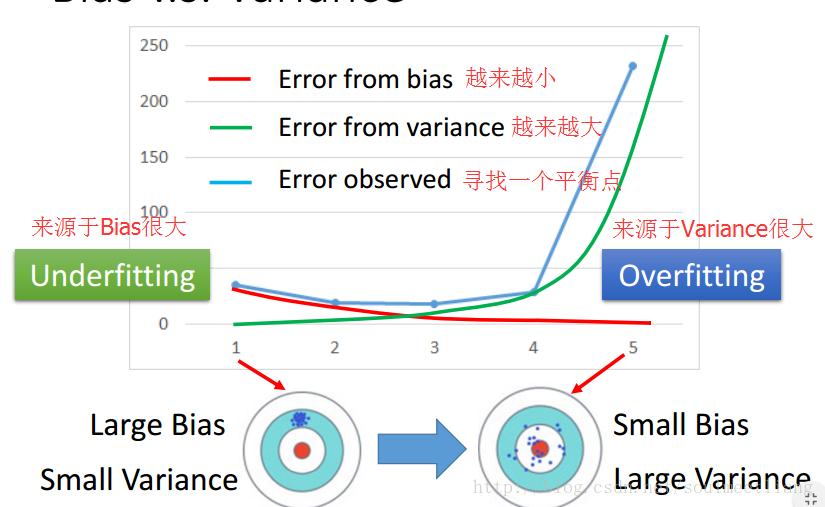 Bias v.s. Variance
250
Error from bias 越来越小
200
Error from variance 越来越大
150
Error observed 寻找一个平衡点
100
来源于Bias很大
来源于Variance很大
Underfitting
Overfitting
0
1 2 3 4 5
Large Bias
Small Bias
Small Variance
Large Variance